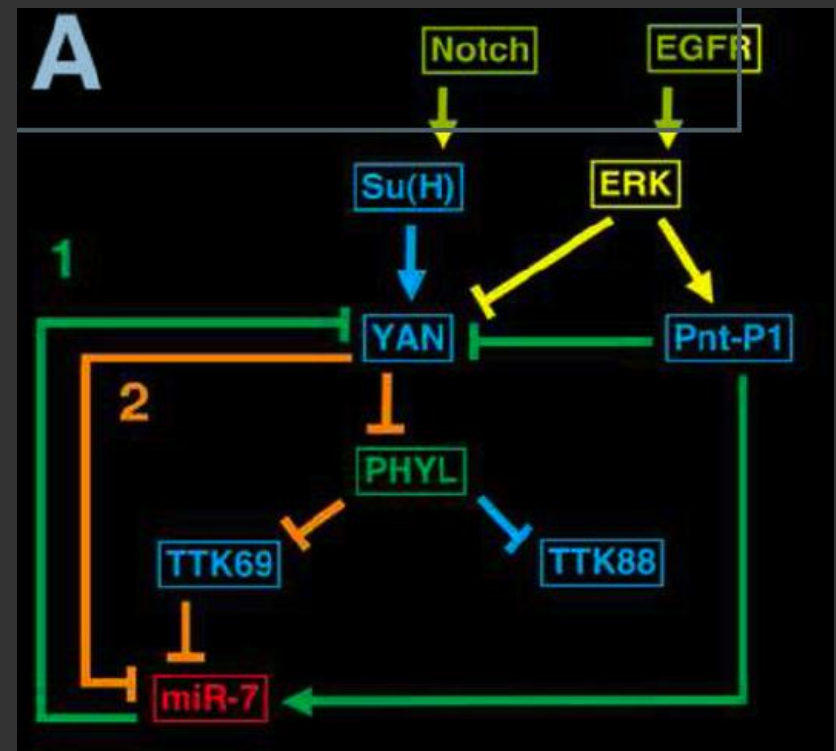 A
Notch
EGFR
Su(H)
ERK
1
YAN
Pnt-P1
2
PHYL
TTK69
TTK88
miR-7